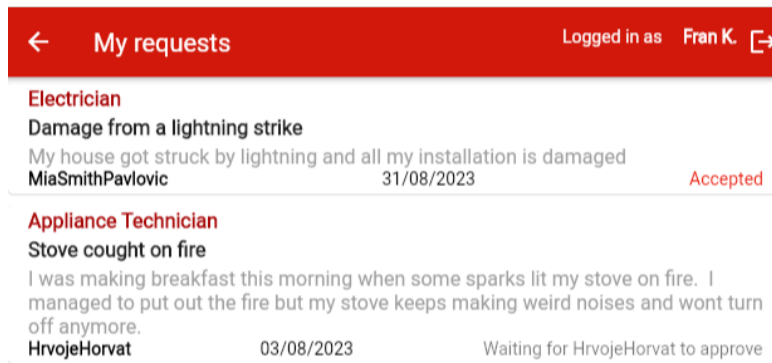 My requests Logged in as Fran K.
Electrician
Damage from a lightning strike
My house got struck by lightning and all my installation is damaged
MiaSmithPavlovic 31/08/2023 Accepted
Appliance Technician
Stove cought on fire
I was making breakfast this morning when some sparks lit my stove on fire. I
managed to put out the fire but my stove keeps making weird noises and wont turn
off anymore.
HrvojeHorvat 03/08/2023 Waiting for HrvojeHorvat to approve